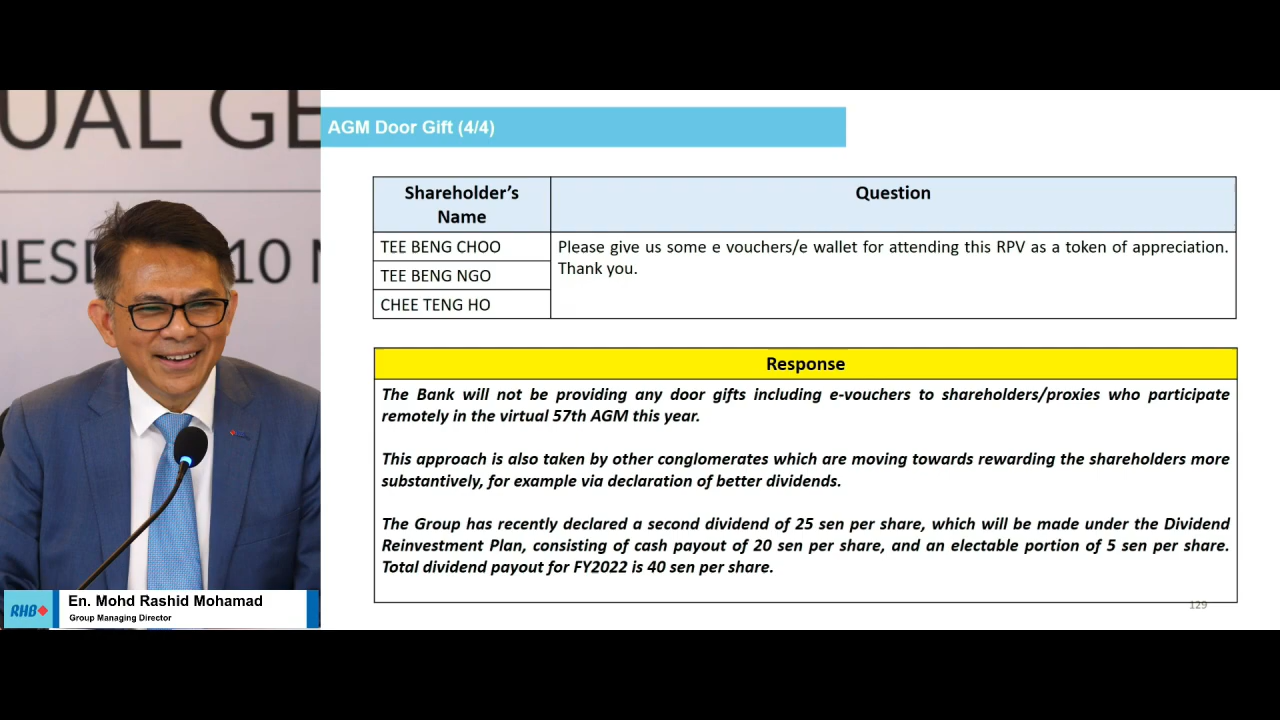 UAL GE
NESD 10 M
AGM Door Gift (4/4)
Shareholder's
Name
Question
TEE BENG CHOO
TEE BENG NGO
CHEE TENG HO
Please give us some e vouchers/e wallet for attending this RPV as a token of appreciation.
Thank you.
Response
The Bank will not be providing any door gifts including e-vouchers to shareholders/proxies who participate
remotely in the virtual 57th AGM this year.
This approach is also taken by other conglomerates which are moving towards rewarding the shareholders more
substantively, for example via declaration of better dividends.
The Group has recently declared a second dividend of 25 sen per share, which will be made under the Dividend
Reinvestment Plan, consisting of cash payout of 20 sen per share, and an electable portion of 5 sen per share.
Total dividend payout for FY2022 is 40 sen per share.
129
RHB
En. Mohd Rashid Mohamad
Group Managing Director